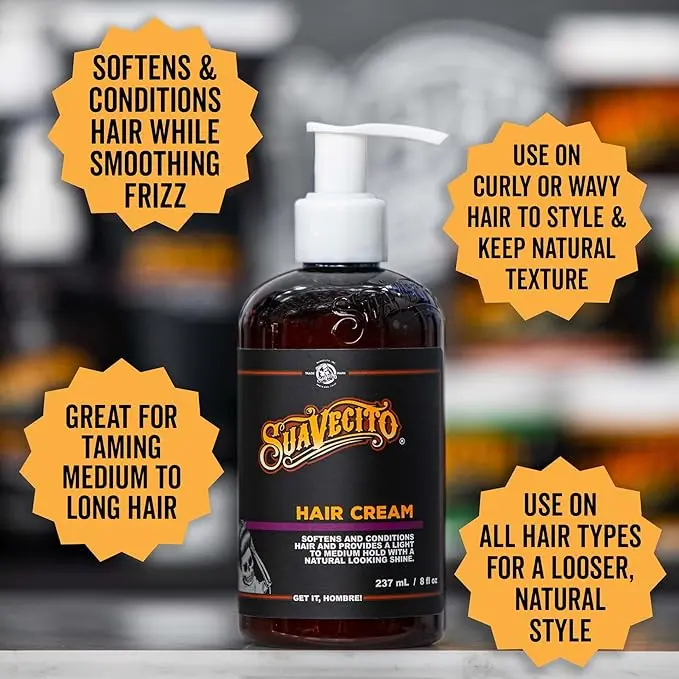 SOFTENS &
CONDITIONS
HAIR WHILE
SMOOTHING
FRIZZ
USE ON
CURLY OR WAVY
HAIR TO STYLE &
KEEP NATURAL
TEXTURE
GREAT FOR
TAMING
MEDIUM TO
LONG HAIR
USE ON
ALL HAIR TYPES
FOR A LOOSER,
NATURAL
STYLE
TRADE MARK
SUAVECITO®
HAIR CREAM
SOFTENS AND CONDITIONS
HAIR AND PROVIDES A LIGHT
TO MEDIUM HOLD WITH A
NATURAL LOOKING SHINE.
237 mL / 8 fl oz
GET IT, HOMBRE!